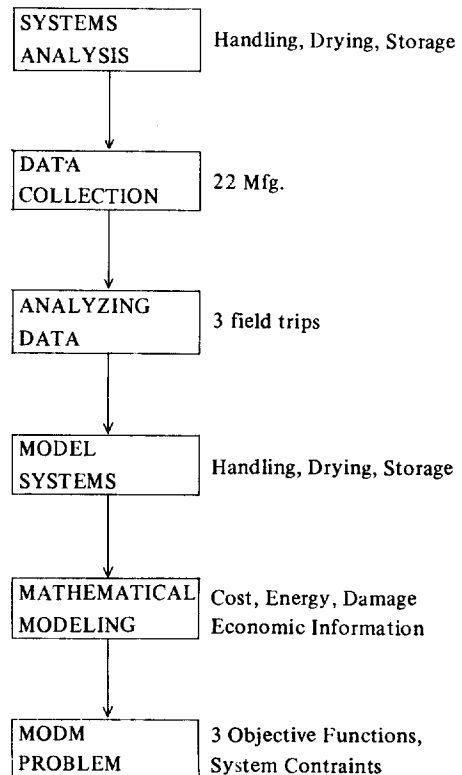 SYSTEMS
ANALYSIS
Handling, Drying, Storage
DATA
COLLECTION
22 Mfg.
ANALYZING
DATA
3 field trips
MODEL
SYSTEMS
Handling, Drying, Storage
MATHEMATICAL
MODELING
Cost, Energy, Damage
Economic Information
MODM
PROBLEM
3 Objective Functions,
System Contraints